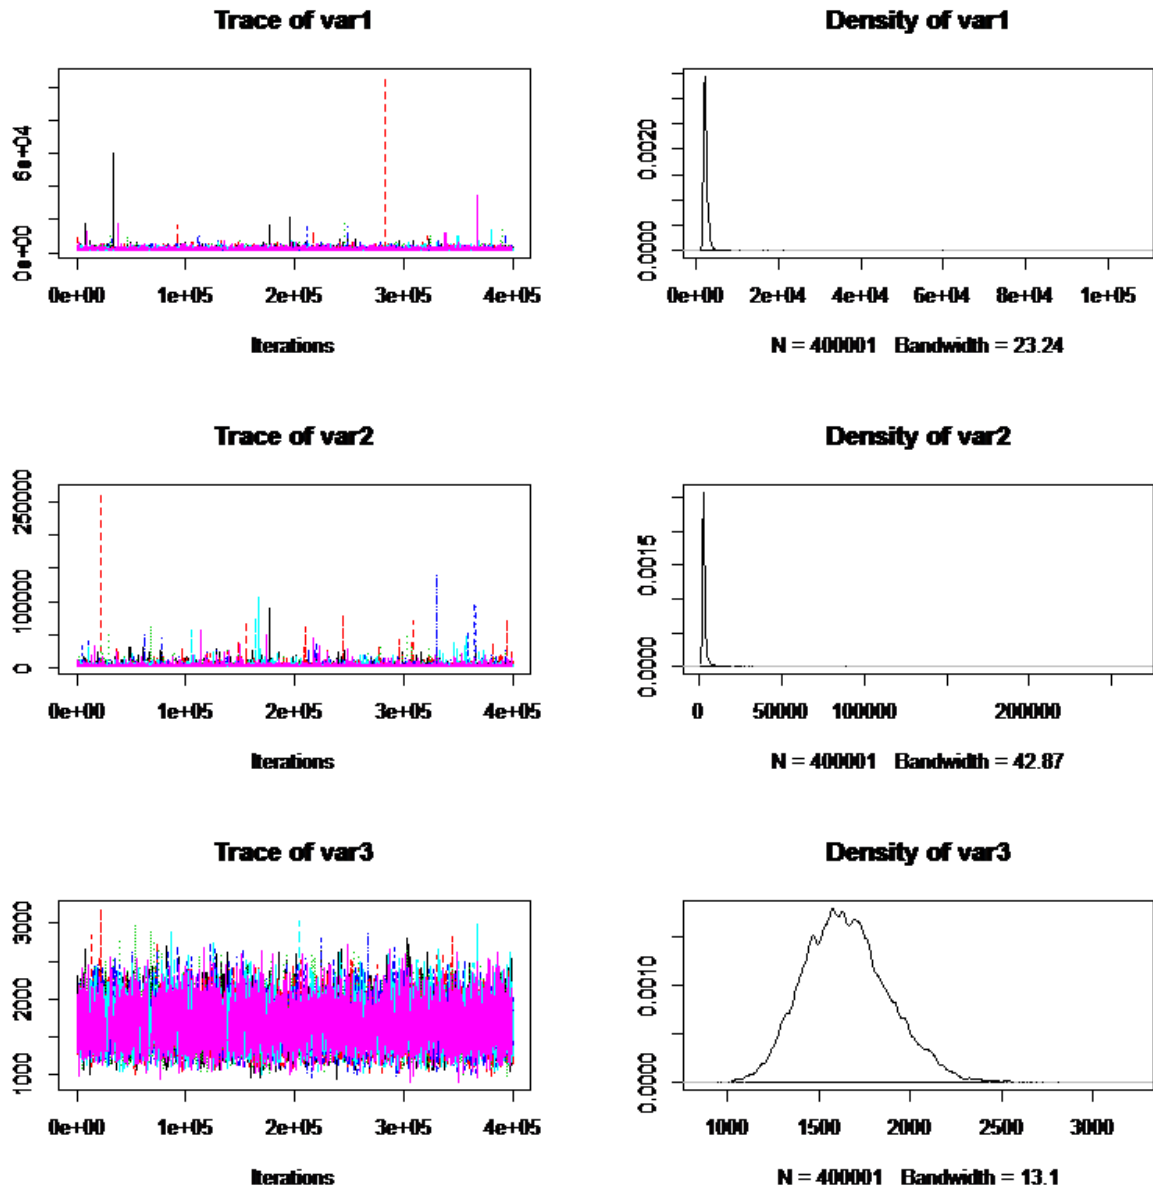 Trace of var1
Density of var1
0e+00 6e+04
0.0000 0.0020
0e+00 1e+05 2e+05 3e+05 4e+05
0e+00 2e+04 4e+04 6e+04 8e+04 1e+05
Iterations
N = 400001 Bandwidth = 23.24
Trace of var2
Density of var2
0 100000 250000
0.0000 0.0015
0e+00 1e+05 2e+05 3e+05 4e+05
0 50000 100000 200000
Iterations
N = 400001 Bandwidth = 42.87
Trace of var3
Density of var3
1000 2000 3000
0.0000 0.0010
0e+00 1e+05 2e+05 3e+05 4e+05
1000 1500 2000 2500 3000
Iterations
N = 400001 Bandwidth = 13.1